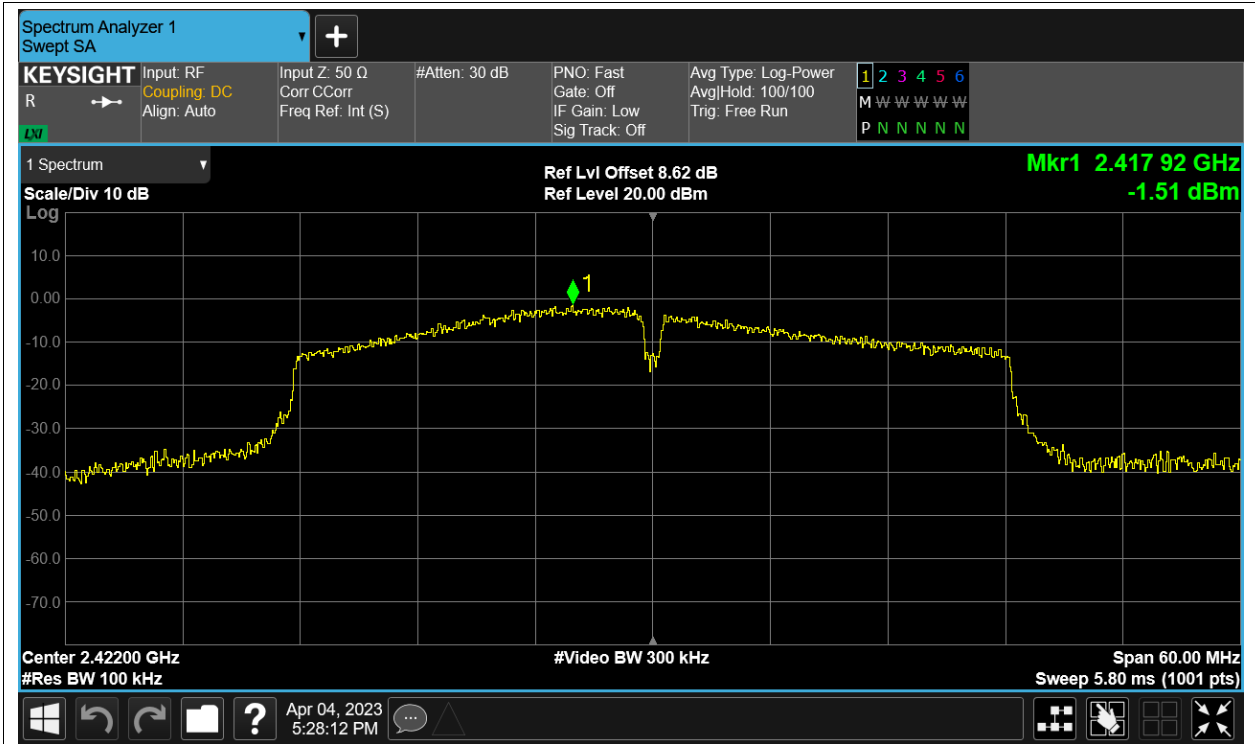 Spectrum Analyzer 1
Swept SA
KEYSIGHT
R
LXI
Input: RF
Coupling: DC
Align: Auto
Input Z: 50 Ω
Corr CCorr
Freq Ref: Int (S)
#Atten: 30 dB
PNO: Fast
Gate: Off
IF Gain: Low
Sig Track: Off
Avg Type: Log-Power
Avg|Hold: 100/100
Trig: Free Run
1 2 3 4 5 6
M W W W W W
P N N N N N
1 Spectrum
Scale/Div 10 dB
Ref Lvl Offset 8.62 dB
Ref Level 20.00 dBm
Mkr1 2.417 92 GHz
-1.51 dBm
Log
10.0
0.00
-10.0
-20.0
-30.0
-40.0
-50.0
-60.0
-70.0
1
Center 2.42200 GHz
#Res BW 100 kHz
#Video BW 300 kHz
Span 60.00 MHz
Sweep 5.80 ms (1001 pts)
?
Apr 04, 2023
5:28:12 PM